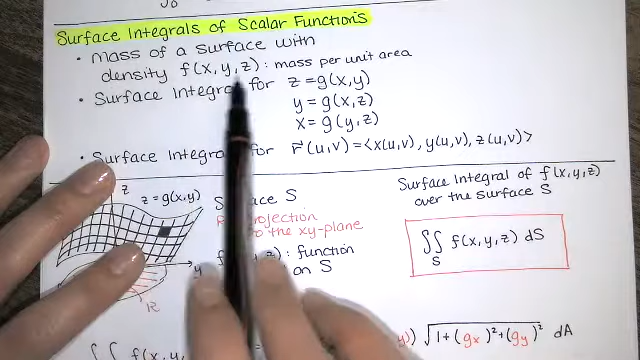 Surface Integrals of Scalar Functions
• Mass of a surface with
density f(x,y,z): mass per unit area
• Surface Integral for z = g(x,y)
y = g(x,z)
x = g(y,z)
• Surface Integral for r⃗(u,v) = <x(u,v), y(u,v), z(u,v)>
z
z = g(x,y)
y
R
Surface S
projection
to the xy-plane
: function
on S
Surface Integral of f(x,y,z)
over the surface S
∬ f(x,y,z) dS
S
∬ f(x,y,
y) √1+(gx)²+(gy)² dA